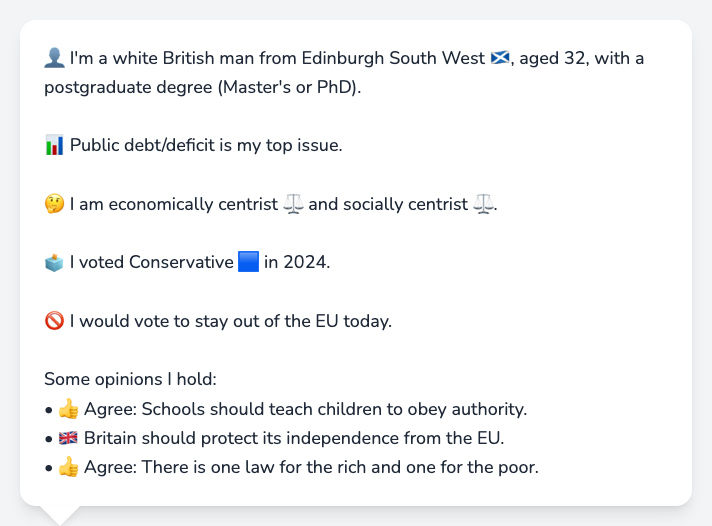 👤 I'm a white British man from Edinburgh South West 🏴󠁧󠁢󠁳󠁣󠁴󠁿, aged 32, with a
postgraduate degree (Master's or PhD).
📊 Public debt/deficit is my top issue.
🤔 I am economically centrist ⚖️ and socially centrist ⚖️.
🗳️ I voted Conservative 🟦 in 2024.
🚫 I would vote to stay out of the EU today.
Some opinions I hold:
• 👍 Agree: Schools should teach children to obey authority.
• 🇬🇧 Britain should protect its independence from the EU.
• 👍 Agree: There is one law for the rich and one for the poor.